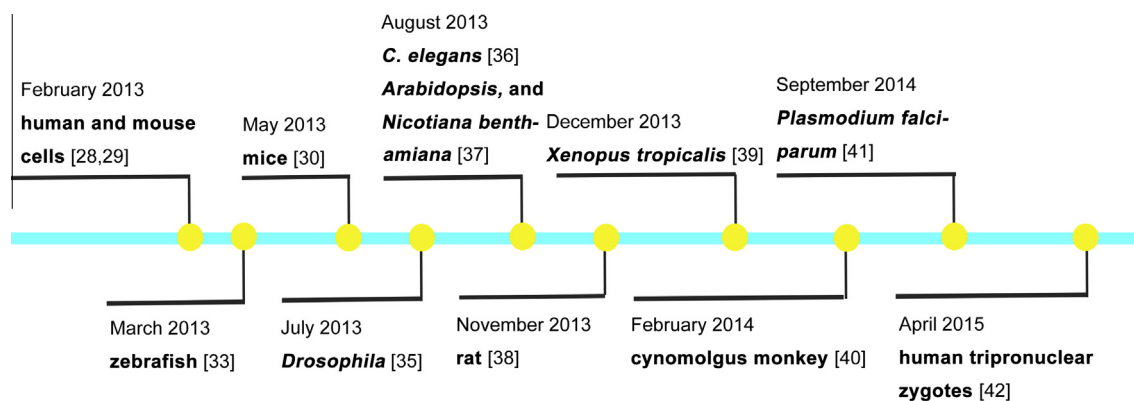 February 2013
human and mouse
cells [28,29]
March 2013
zebrafish [33]
May 2013
mice [30]
July 2013
Drosophila [35]
August 2013
C. elegans [36]
Arabidopsis, and
Nicotiana benth-
amiana [37]
November 2013
rat [38]
December 2013
Xenopus tropicalis [39]
February 2014
cynomolgus monkey [40]
September 2014
Plasmodium falci-
parum [41]
April 2015
human tripronuclear
zygotes [42]